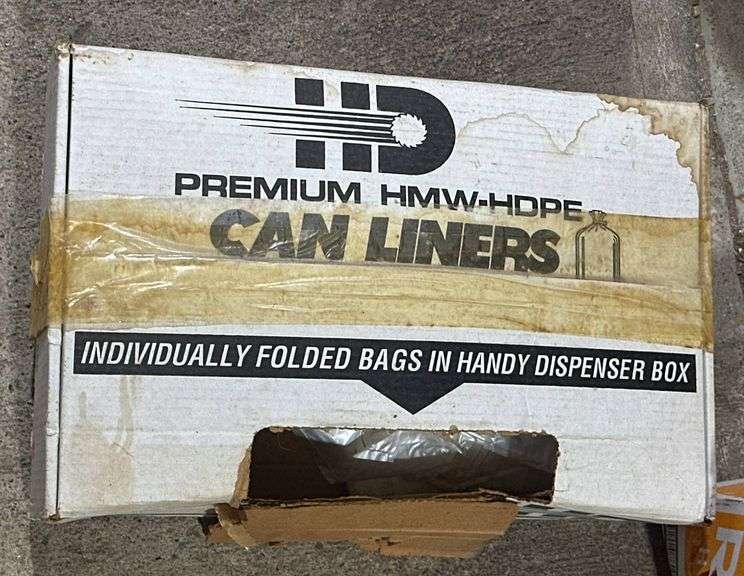 HD
PREMIUM HMW-HDPE
CAN LINERS
INDIVIDUALLY FOLDED BAGS IN HANDY DISPENSER BOX
R